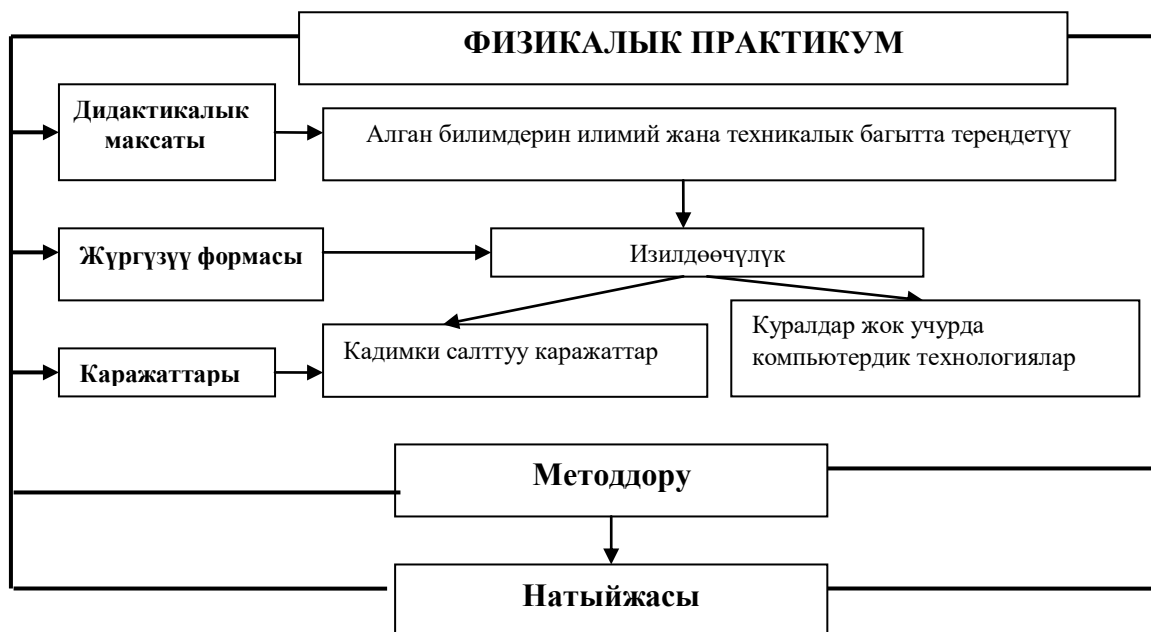 ФИЗИКАЛЫК ПРАКТИКУМ
Дидактикалык
максаты
Алган билимдерин илимий жана техникалык багытта тереңдетүү
Жүргүзүү формасы
Изилдөөчүлүк
Каражаттары
Кадимки салттуу каражаттар
Куралдар жок учурда
компьютердик технологиялар
Методдору
Натыйжасы